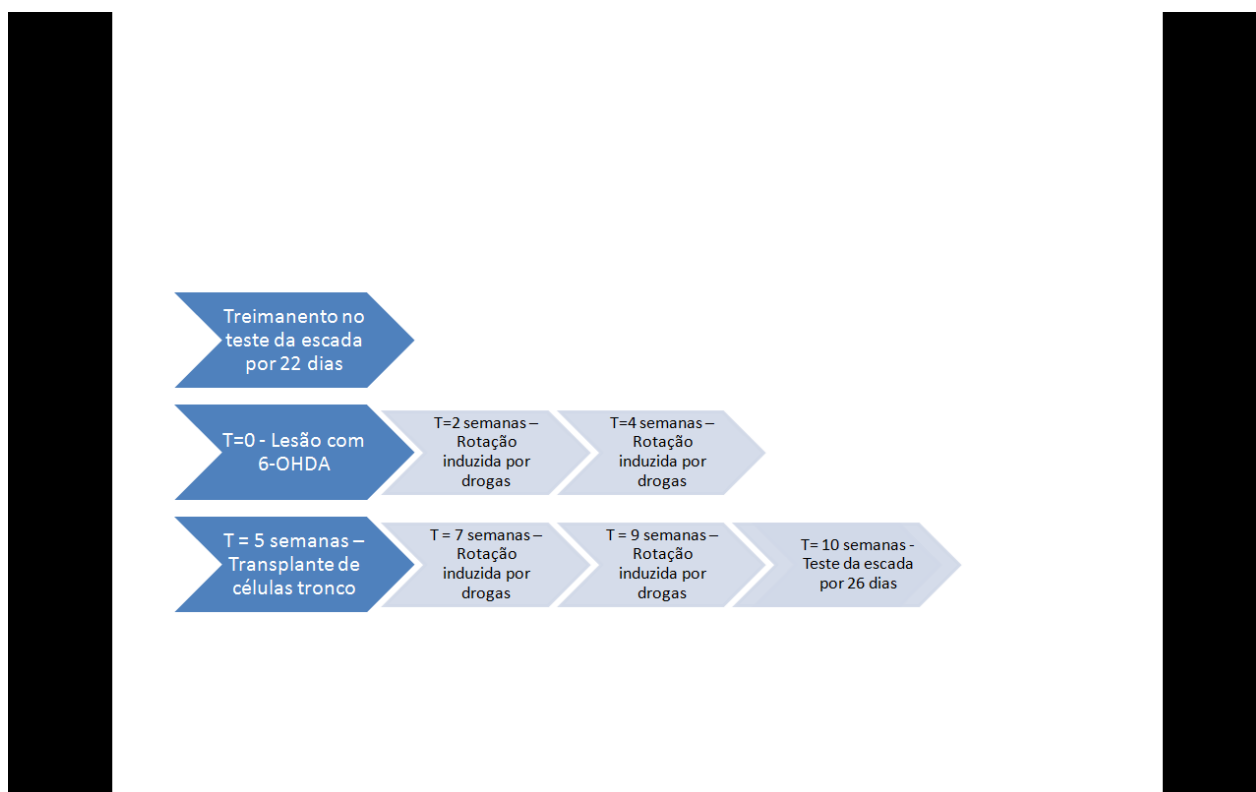 Treimanento no
teste da escada
por 22 dias
T=0 - Lesão com
6-OHDA
T=2 semanas –
Rotação
induzida por
drogas
T=4 semanas –
Rotação
induzida por
drogas
T = 5 semanas –
Transplante de
células tronco
T = 7 semanas –
Rotação
induzida por
drogas
T = 9 semanas –
Rotação
induzida por
drogas
T= 10 semanas -
Teste da escada
por 26 dias